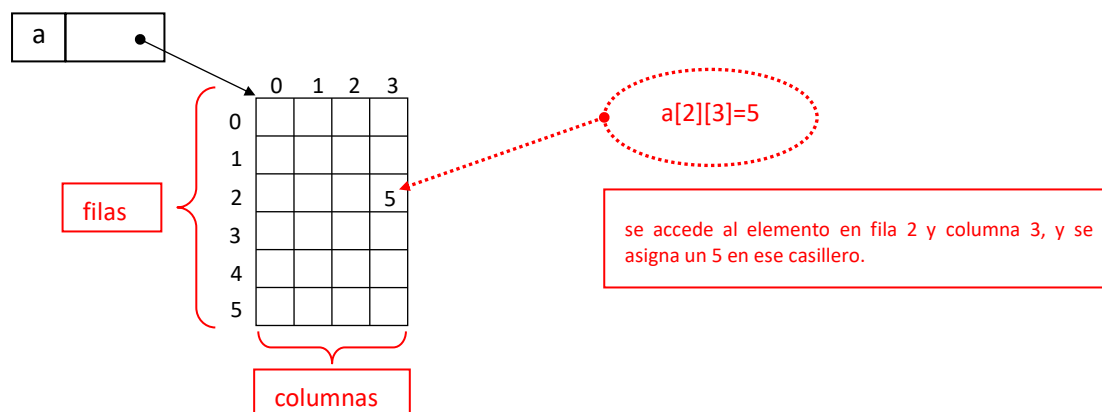 a
0 1 2 3
0
1
a[2][3]=5
2
5
filas
3
4
5
se accede al elemento en fila 2 y columna 3, y se
asigna un 5 en ese casillero.
columnas